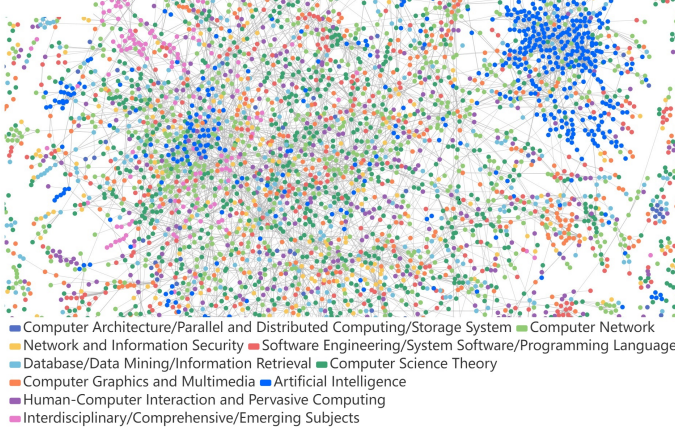 Computer Architecture/Parallel and Distributed Computing/Storage System Computer Network
Network and Information Security Software Engineering/System Software/Programming Language
Database/Data Mining/Information Retrieval Computer Science Theory
Computer Graphics and Multimedia Artificial Intelligence
Human-Computer Interaction and Pervasive Computing
Interdisciplinary/Comprehensive/Emerging Subjects